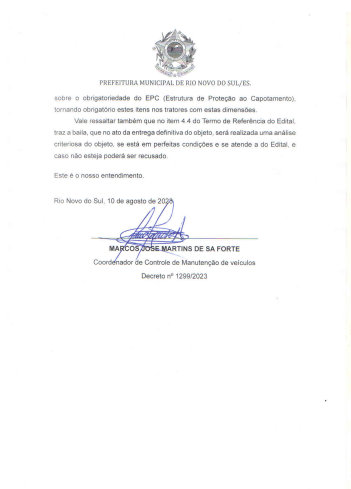 PREFEITURA MUNICIPAL DE RIO NOVO DO SUL/ES.
sobre o obrigatoriedade do EPC (Estrutura de Proteção ao Capotamento),
tornando obrigatório estes itens nos tratores com estas dimensões.
Vale ressaltar também que no item 4.4 do Termo de Referência do Edital,
traz a baila, que no ato da entrega definitiva do objeto, será realizada uma análise
criteriosa do objeto, se está em perfeitas condições e se atende a do Edital, e
caso não esteja poderá ser recusado.
Este é o nosso entendimento.
Rio Novo do Sul, 10 de agosto de 2023.
MARCOS JOSE MARTINS DE SA FORTE
Coordenador de Controle de Manutenção de veículos
Decreto nº 1299/2023